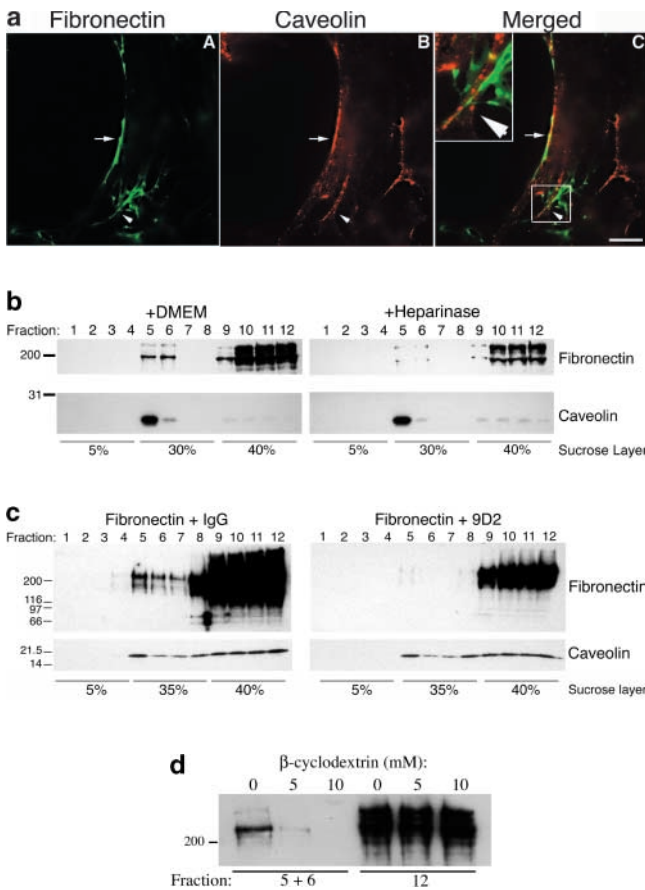 a Fibronectin Caveolin Merged
A B C
b +DMEM +Heparinase
Fraction: 1 2 3 4 5 6 7 8 9 10 11 12 1 2 3 4 5 6 7 8 9 10 11 12
200 Fibronectin
31
Caveolin
5% 30% 40% 5% 30% 40% Sucrose Layer
c Fibronectin + IgG Fibronectin + 9D2
Fraction: 1 2 3 4 5 6 7 8 9 10 11 12 1 2 3 4 5 6 7 8 9 10 11 12
200 Fibronectin
116
97
66
21.5 Caveolin
14
5% 35% 40% 5% 35% 40% Sucrose layer
d β-cyclodextrin (mM):
0 5 10 0 5 10
200
Fraction: 5 + 6 12